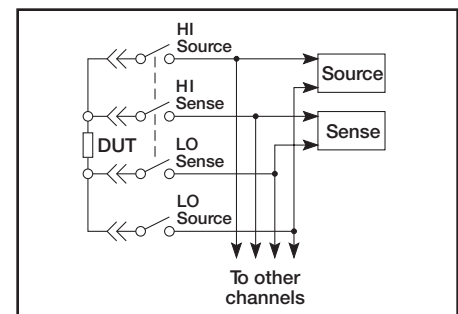 HI
Source
HI
Sense
LO
Sense
LO
Source
DUT
Source
Sense
To other
channels